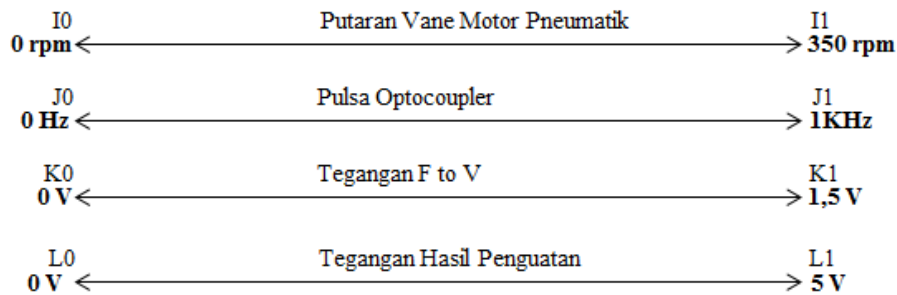 I0 Putaran Vane Motor Pneumatik I1
0 rpm 350 rpm
J0 Pulsa Optocoupler J1
0 Hz 1KHz
K0 Tegangan F to V K1
0 V 1,5 V
L0 Tegangan Hasil Penguatan L1
0 V 5 V